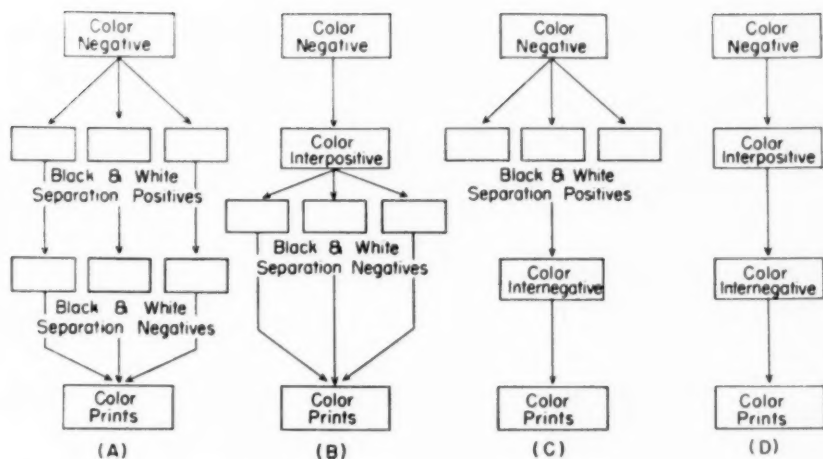 Color
Negative
Black & White
Separation Positives
Black & White
Separation Negatives
Color
Prints
(A)
Color
Negative
Color
Interpositive
Black & White
Separation Negatives
Color
Prints
(B)
Color
Negative
Black & White
Separation Positives
Color
Internegative
Color
Prints
(C)
Color
Negative
Color
Interpositive
Color
Internegative
Color
Prints
(D)